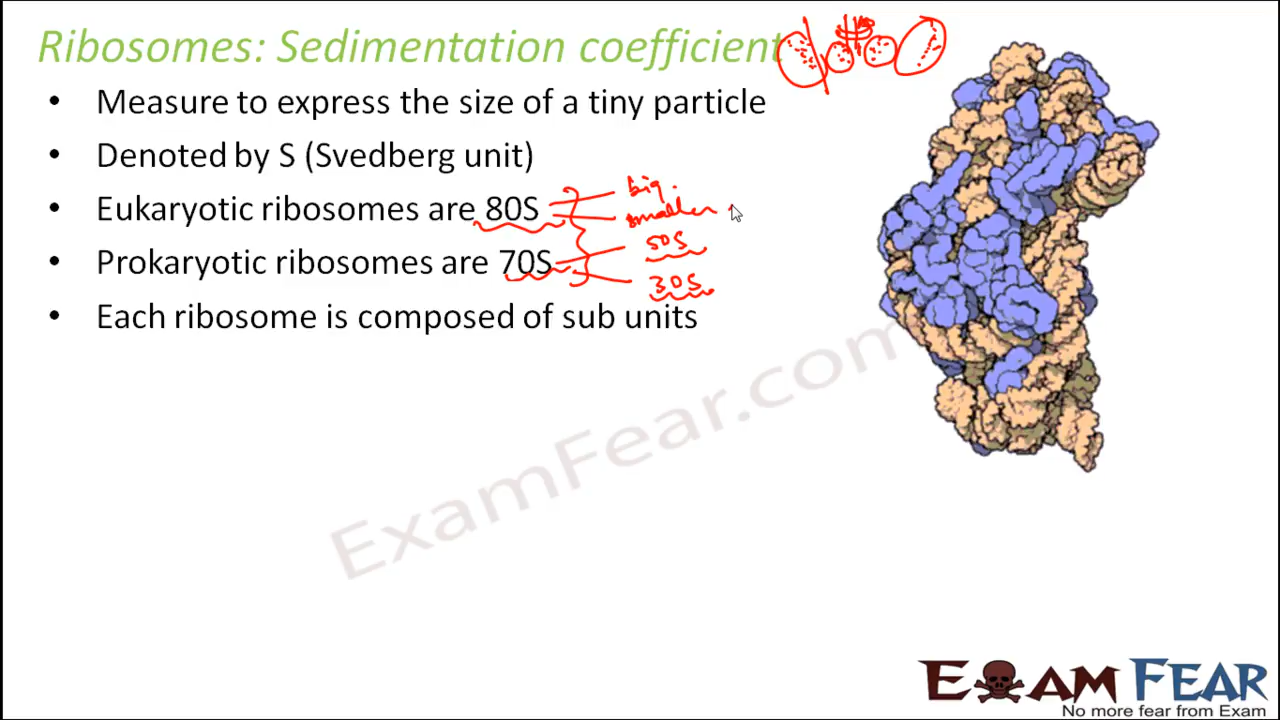 Ribosomes: Sedimentation coefficient
• Measure to express the size of a tiny particle
• Denoted by S (Svedberg unit)
big.
• Eukaryotic ribosomes are 80S
smaller
50S
• Prokaryotic ribosomes are 70S
30S
• Each ribosome is composed of sub units
ExamFear.com
EXAM FEAR
No more fear from Exam